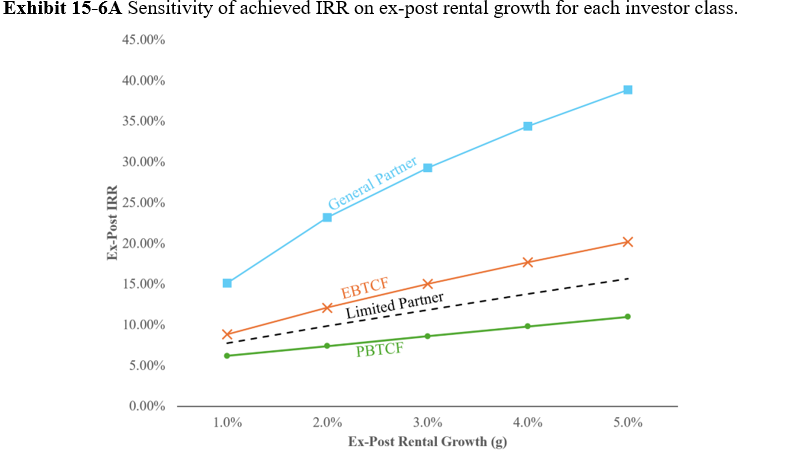 Exhibit 15-6A Sensitivity of achieved IRR on ex-post rental growth for each investor class.
45.00%
40.00%
35.00%
30.00%
25.00%
20.00%
15.00%
10.00%
5.00%
0.00%
Ex-Post IRR
General Partner
EBTCF
Limited Partner
PBTCF
1.0% 2.0% 3.0% 4.0% 5.0%
Ex-Post Rental Growth (g)